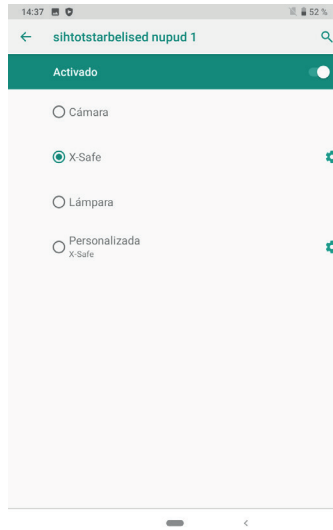 14:37 52 %
sihtotstarbelised nupud 1
Activado
Cámara
X-Safe
Lámpara
Personalizada
X-Safe